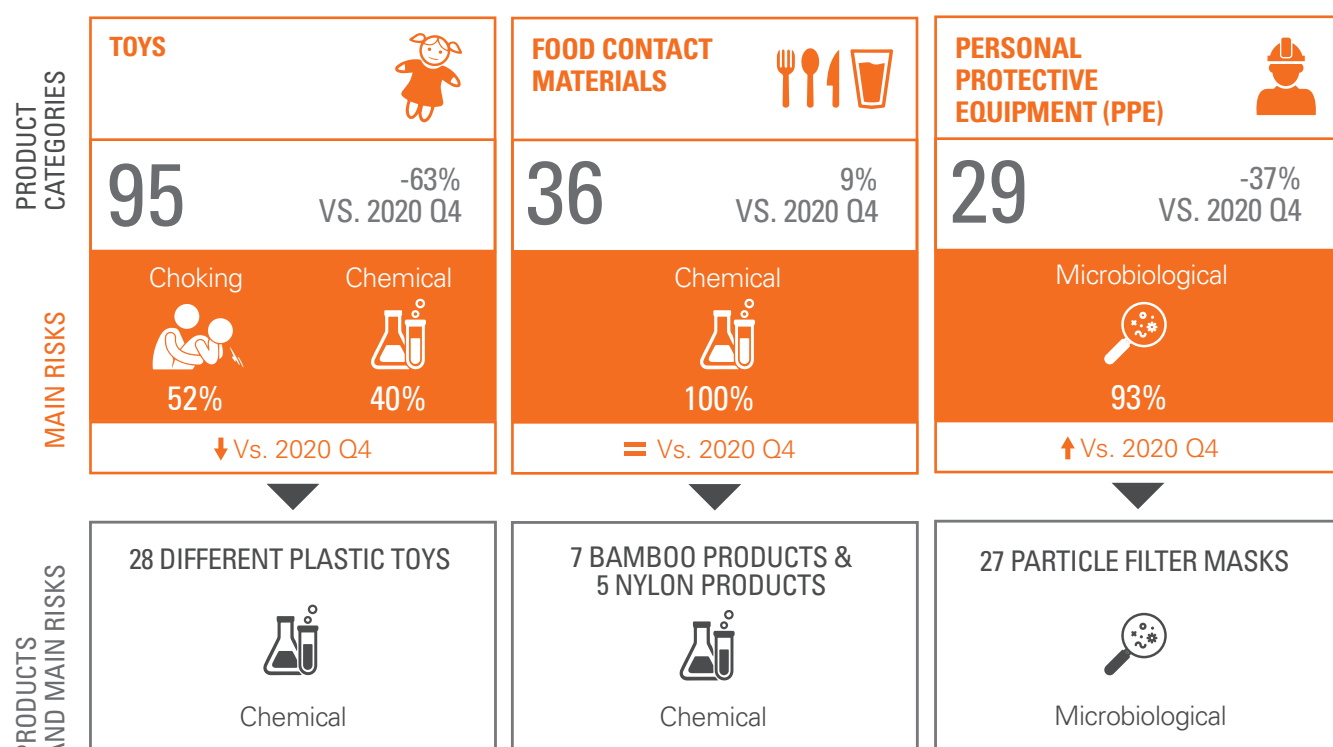 PRODUCT
CATEGORIES
TOYS
FOOD CONTACT
MATERIALS
PERSONAL
PROTECTIVE
EQUIPMENT (PPE)
95
-63%
VS. 2020 Q4
36
9%
VS. 2020 Q4
29
-37%
VS. 2020 Q4
MAIN RISKS
Choking
52%
Chemical
40%
Chemical
100%
Microbiological
93%
Vs. 2020 Q4
= Vs. 2020 Q4
Vs. 2020 Q4
PRODUCTS
AND MAIN RISKS
28 DIFFERENT PLASTIC TOYS
Chemical
7 BAMBOO PRODUCTS &
5 NYLON PRODUCTS
Chemical
27 PARTICLE FILTER MASKS
Microbiological